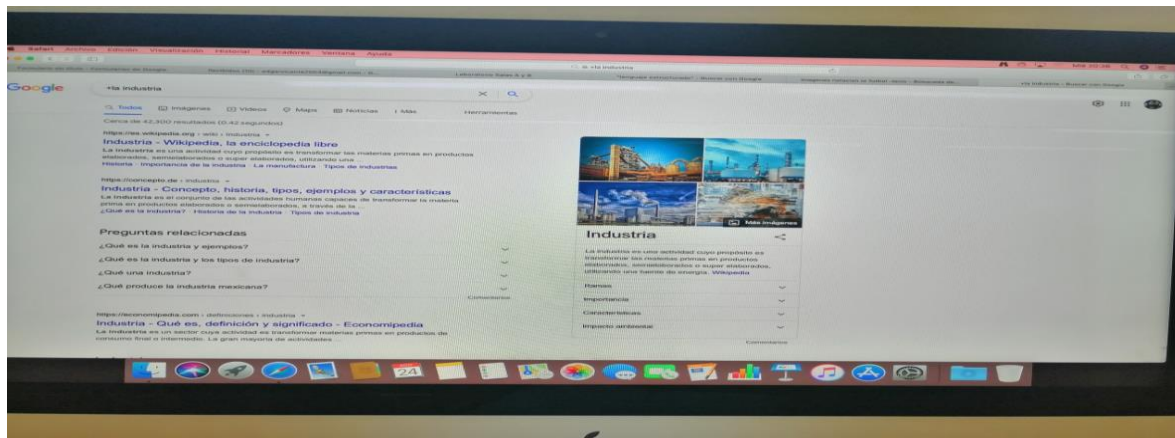 Safari Archivo Edición Visualización Historial Marcadores Ventana Ayuda
+la industria
Google
+la industria
Todos Imágenes Videos Maps Noticias Más Herramientas
Cerca de 42,300 resultados (0.42 segundos)
https://es.wikipedia.org › wiki › Industria
Industria - Wikipedia, la enciclopedia libre
La industria es una actividad cuyo propósito es transformar las materias primas en productos
elaborados, semielaborados o super elaborados, utilizando una ...
Historia · Importancia de la industria · La manufactura · Tipos de industrias
https://concepto.de › industria
Industria - Concepto, historia, tipos, ejemplos y características
La industria es el conjunto de las actividades humanas capaces de transformar la materia
prima en productos elaborados o semielaborados, a través de la ...
¿Qué es la industria? · Historia de la industria · Tipos de industria
Preguntas relacionadas
¿Qué es la industria y ejemplos?
¿Qué es la industria y los tipos de industria?
¿Qué una industria?
¿Qué produce la industria mexicana?
Comentarios
https://economipedia.com › definiciones › industria
Industria - Qué es, definición y significado - Economipedia
La industria es un sector cuya actividad es transformar materias primas en productos de
consumo final o intermedio. La gran mayoría de actividades ...
Más imágenes
Industria
La industria es una actividad cuyo propósito es
transformar las materias primas en productos
elaborados, semielaborados o super elaborados,
utilizando una fuente de energía. Wikipedia
Ramas
Importancia
Características
Impacto ambiental
Comentarios
24